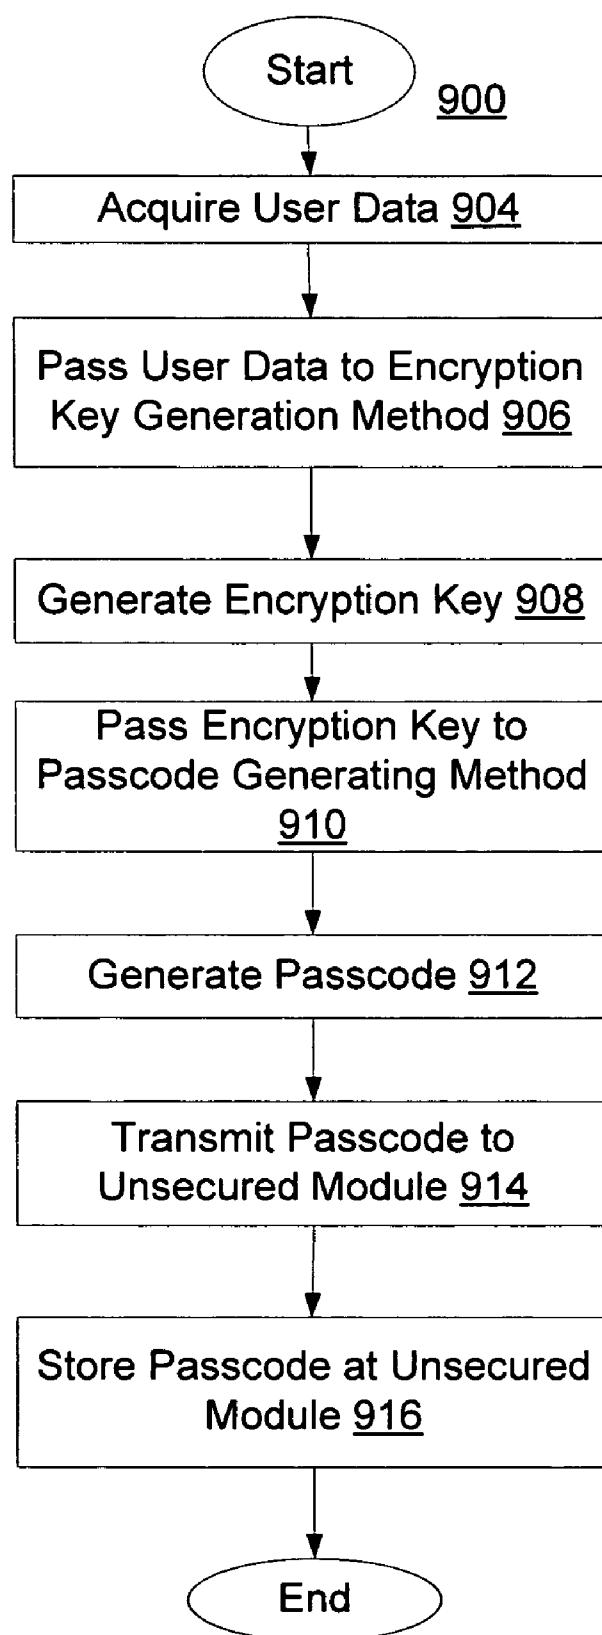 Start
900
Acquire User Data 904
Pass User Data to Encryption
Key Generation Method 906
Generate Encryption Key 908
Pass Encryption Key to
Passcode Generating Method
910
Generate Passcode 912
Transmit Passcode to
Unsecured Module 914
Store Passcode at Unsecured
Module 916
End